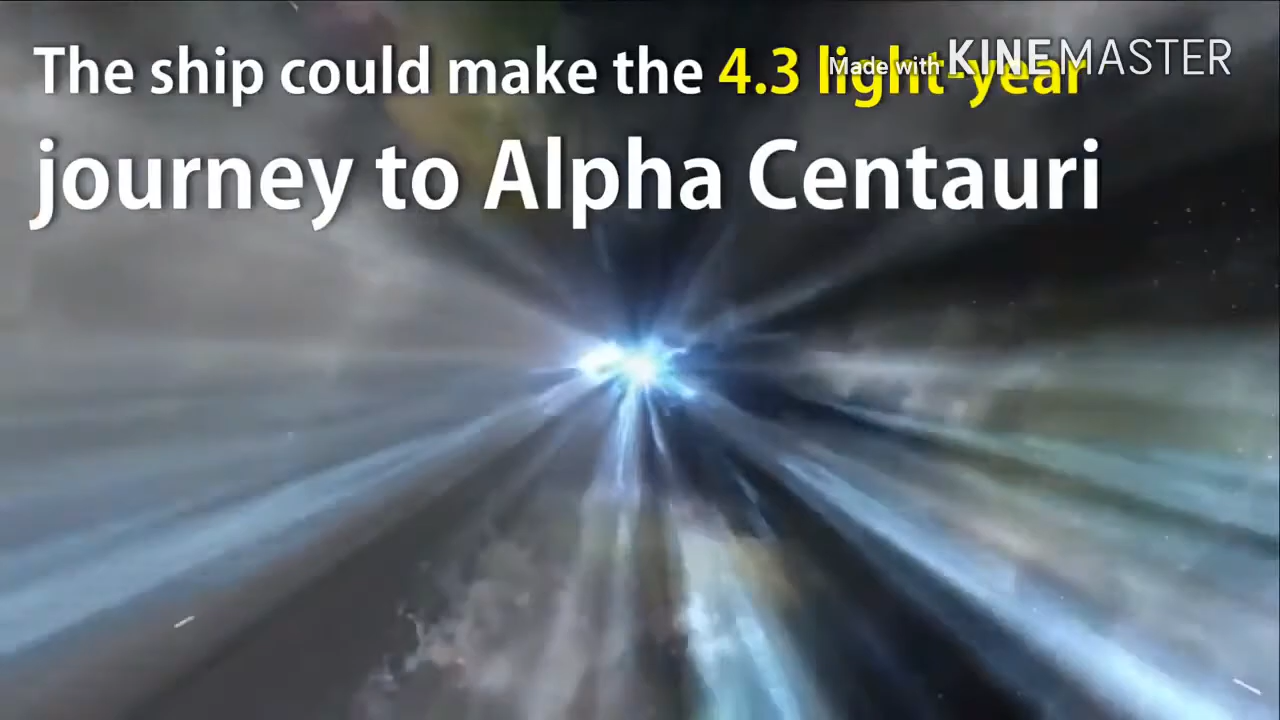 The ship could make the 4.3 light-year
Made with KINEMASTER
journey to Alpha Centauri